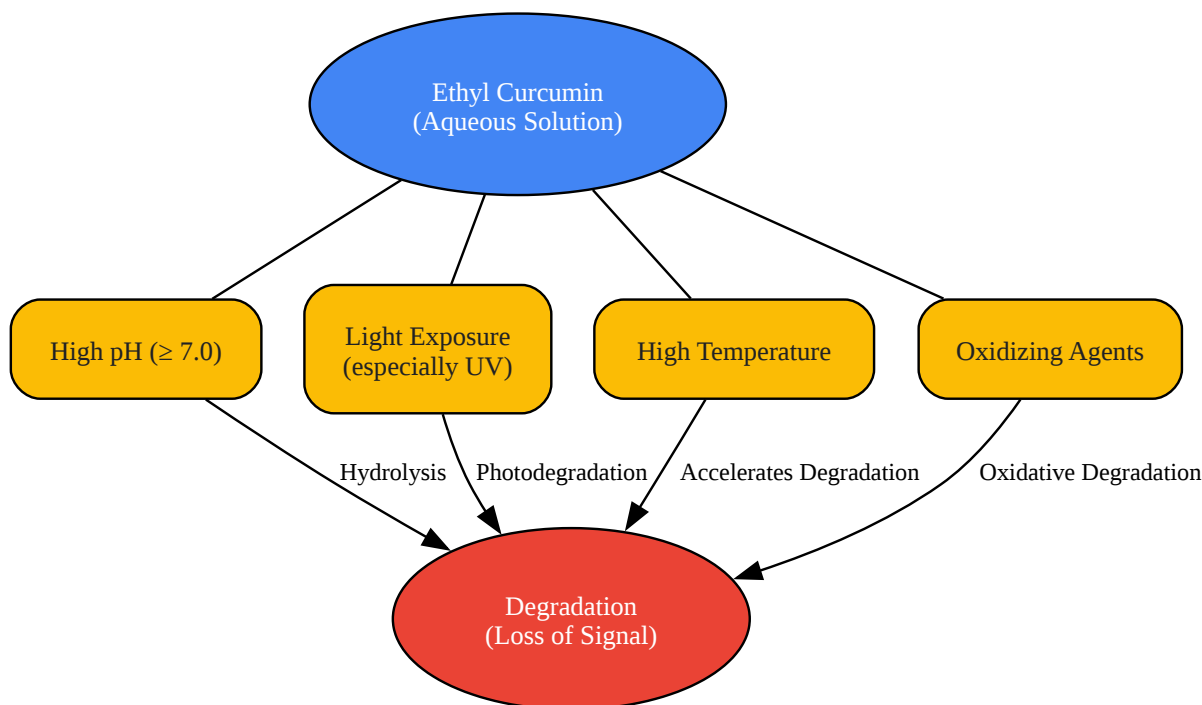 Ethyl Curcumin
(Aqueous Solution)
High pH (≥ 7.0)
Light Exposure
(especially UV)
High Temperature
Oxidizing Agents
Hydrolysis
Photodegradation
Accelerates Degradation
Oxidative Degradation
Degradation
(Loss of Signal)